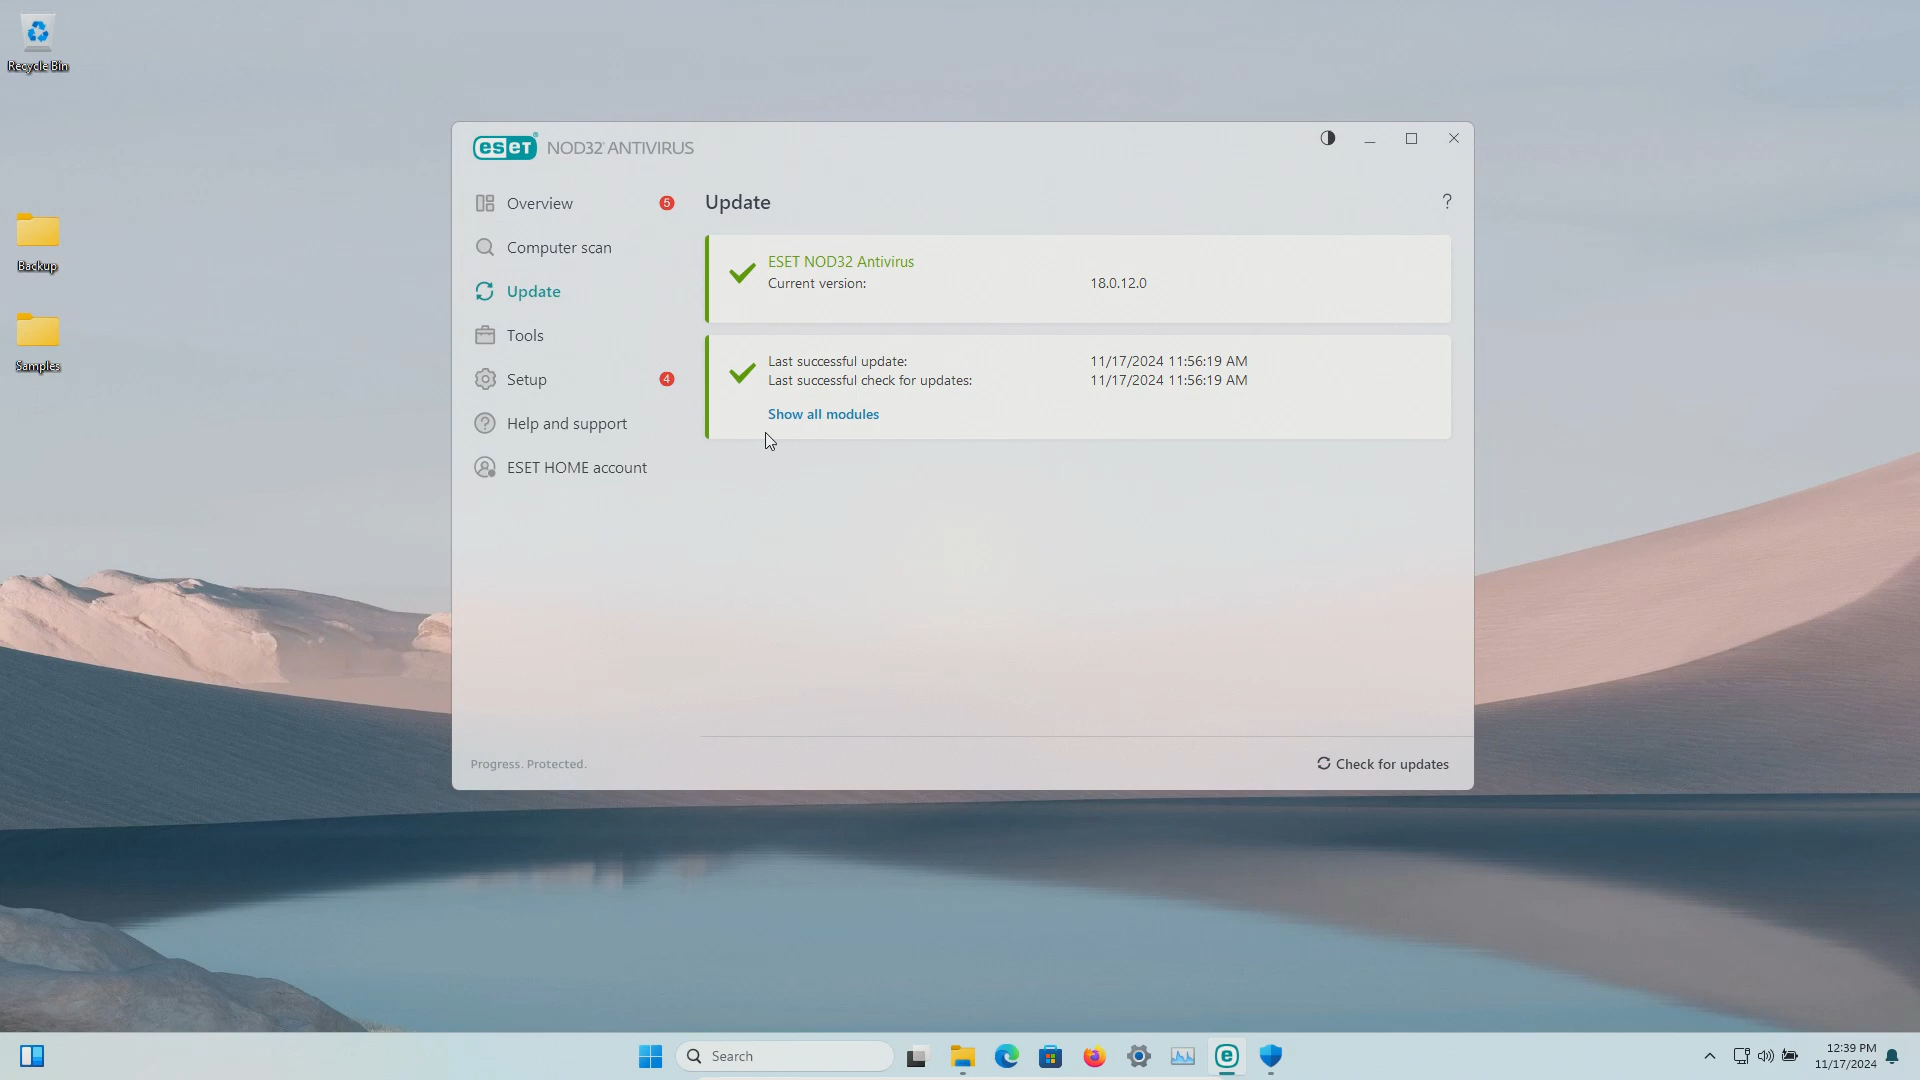 Recycle Bin
Backup
Samples
eset NOD32 ANTIVIRUS
Overview 5
Computer scan
Update
Tools
Setup 4
Help and support
ESET HOME account
Update ?
ESET NOD32 Antivirus
Current version: 18.0.12.0
Last successful update: 11/17/2024 11:56:19 AM
Last successful check for updates: 11/17/2024 11:56:19 AM
Show all modules
Progress. Protected.
Check for updates
Search
e
12:39 PM
11/17/2024